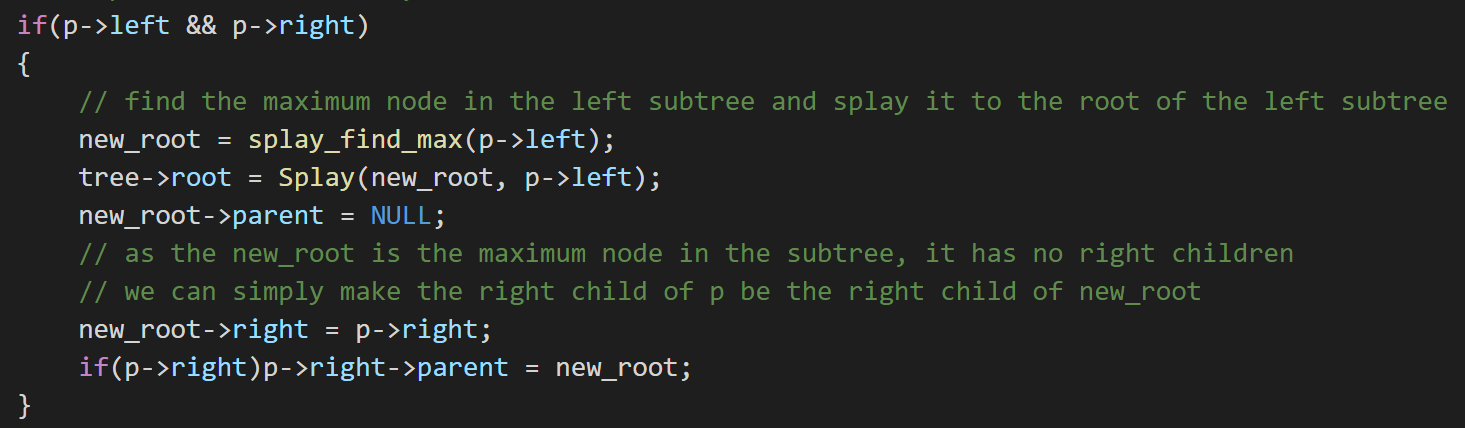 if(p->left && p->right)
{
    // find the maximum node in the left subtree and splay it to the root of the left subtree
    new_root = splay_find_max(p->left);
    tree->root = Splay(new_root, p->left);
    new_root->parent = NULL;
    // as the new_root is the maximum node in the subtree, it has no right children
    // we can simply make the right child of p be the right child of new_root
    new_root->right = p->right;
    if(p->right)p->right->parent = new_root;
}